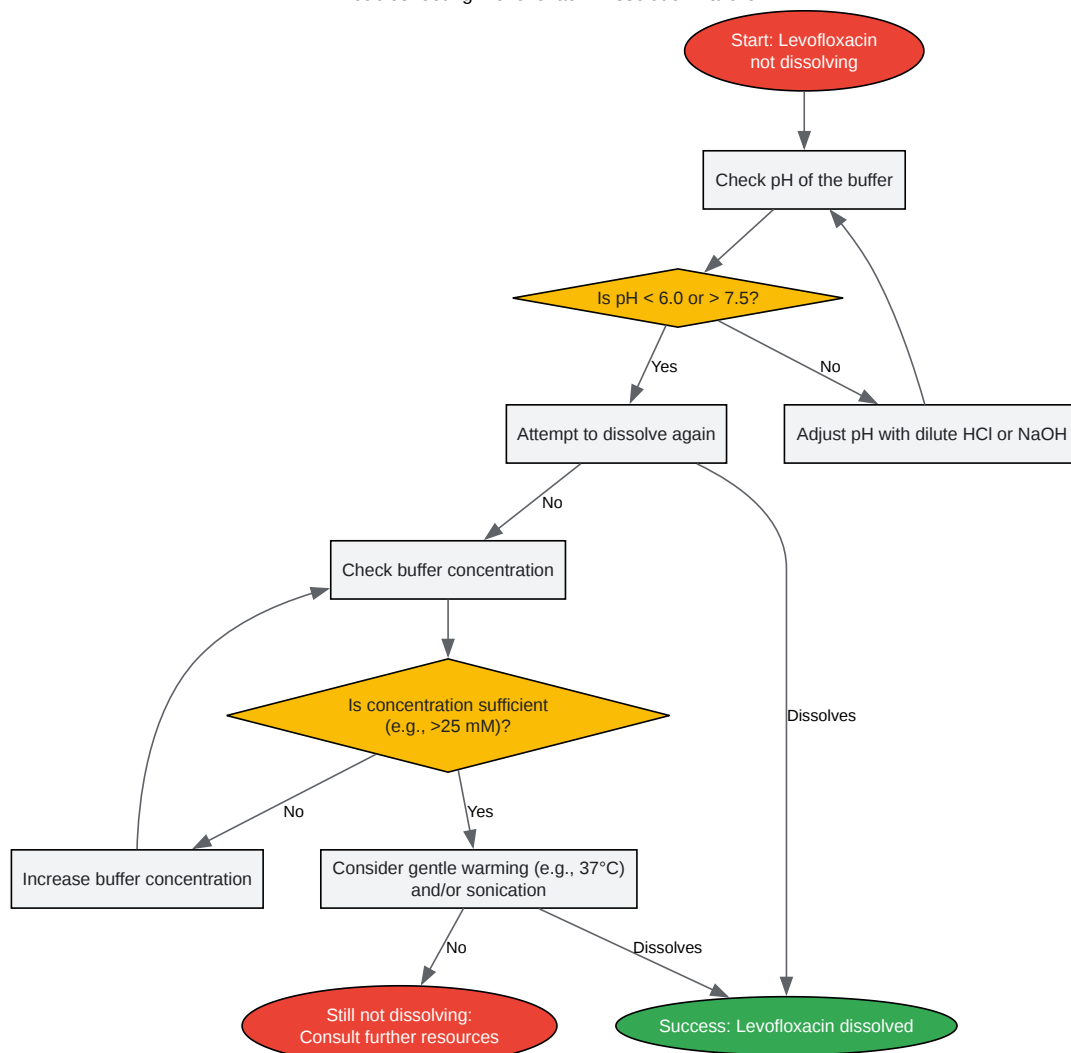 Start: Levofloxacin
not dissolving
Check pH of the buffer
Is pH < 6.0 or > 7.5?
Yes
No
Attempt to dissolve again
Adjust pH with dilute HCl or NaOH
No
Check buffer concentration
Is concentration sufficient
(e.g., >25 mM)?
Dissolves
No
Yes
Increase buffer concentration
Consider gentle warming (e.g., 37°C)
and/or sonication
No
Dissolves
Still not dissolving:
Consult further resources
Success: Levofloxacin dissolved